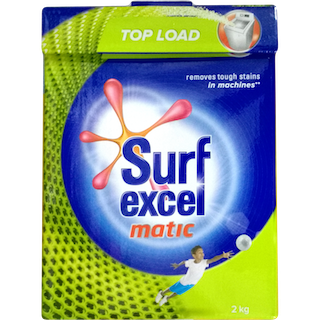 TOP LOAD
removes tough stains
in machines**
Surf
excel
matic
2 kg